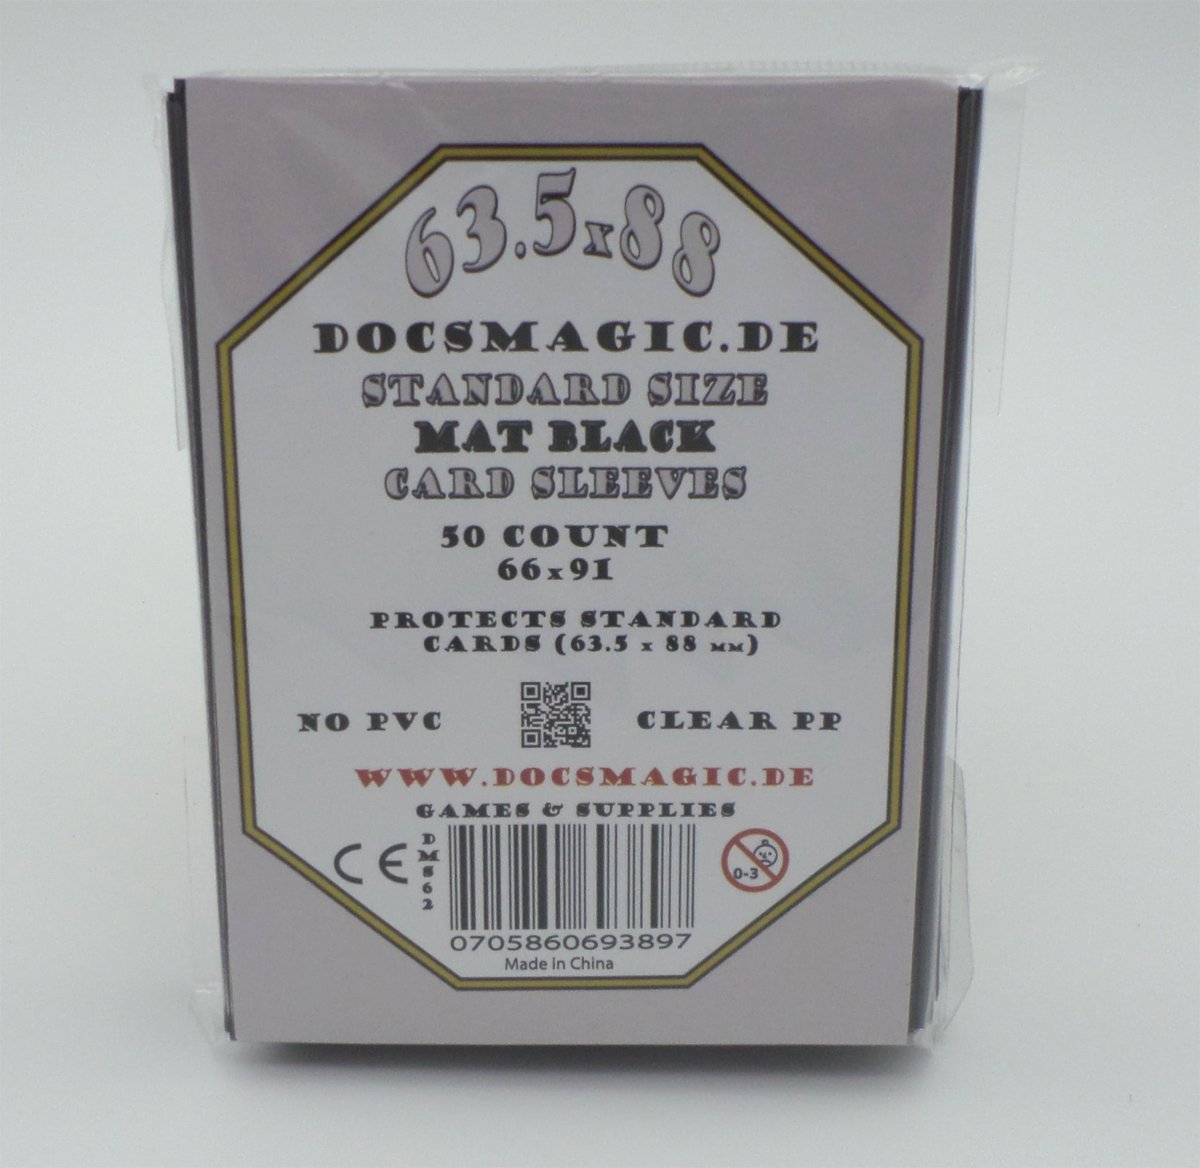 63.5x88
DOCSMAGIC.DE
STANDARD SIZE
MAT BLACK
CARD SLEEVES
50 COUNT
66x91
PROTECTS STANDARD
CARDS (63.5 x 88 MM)
NO PVC CLEAR PP
WWW.DOCSMAGIC.DE
GAMES & SUPPLIES
CE DMS62 0-3
0705860693897
Made in China